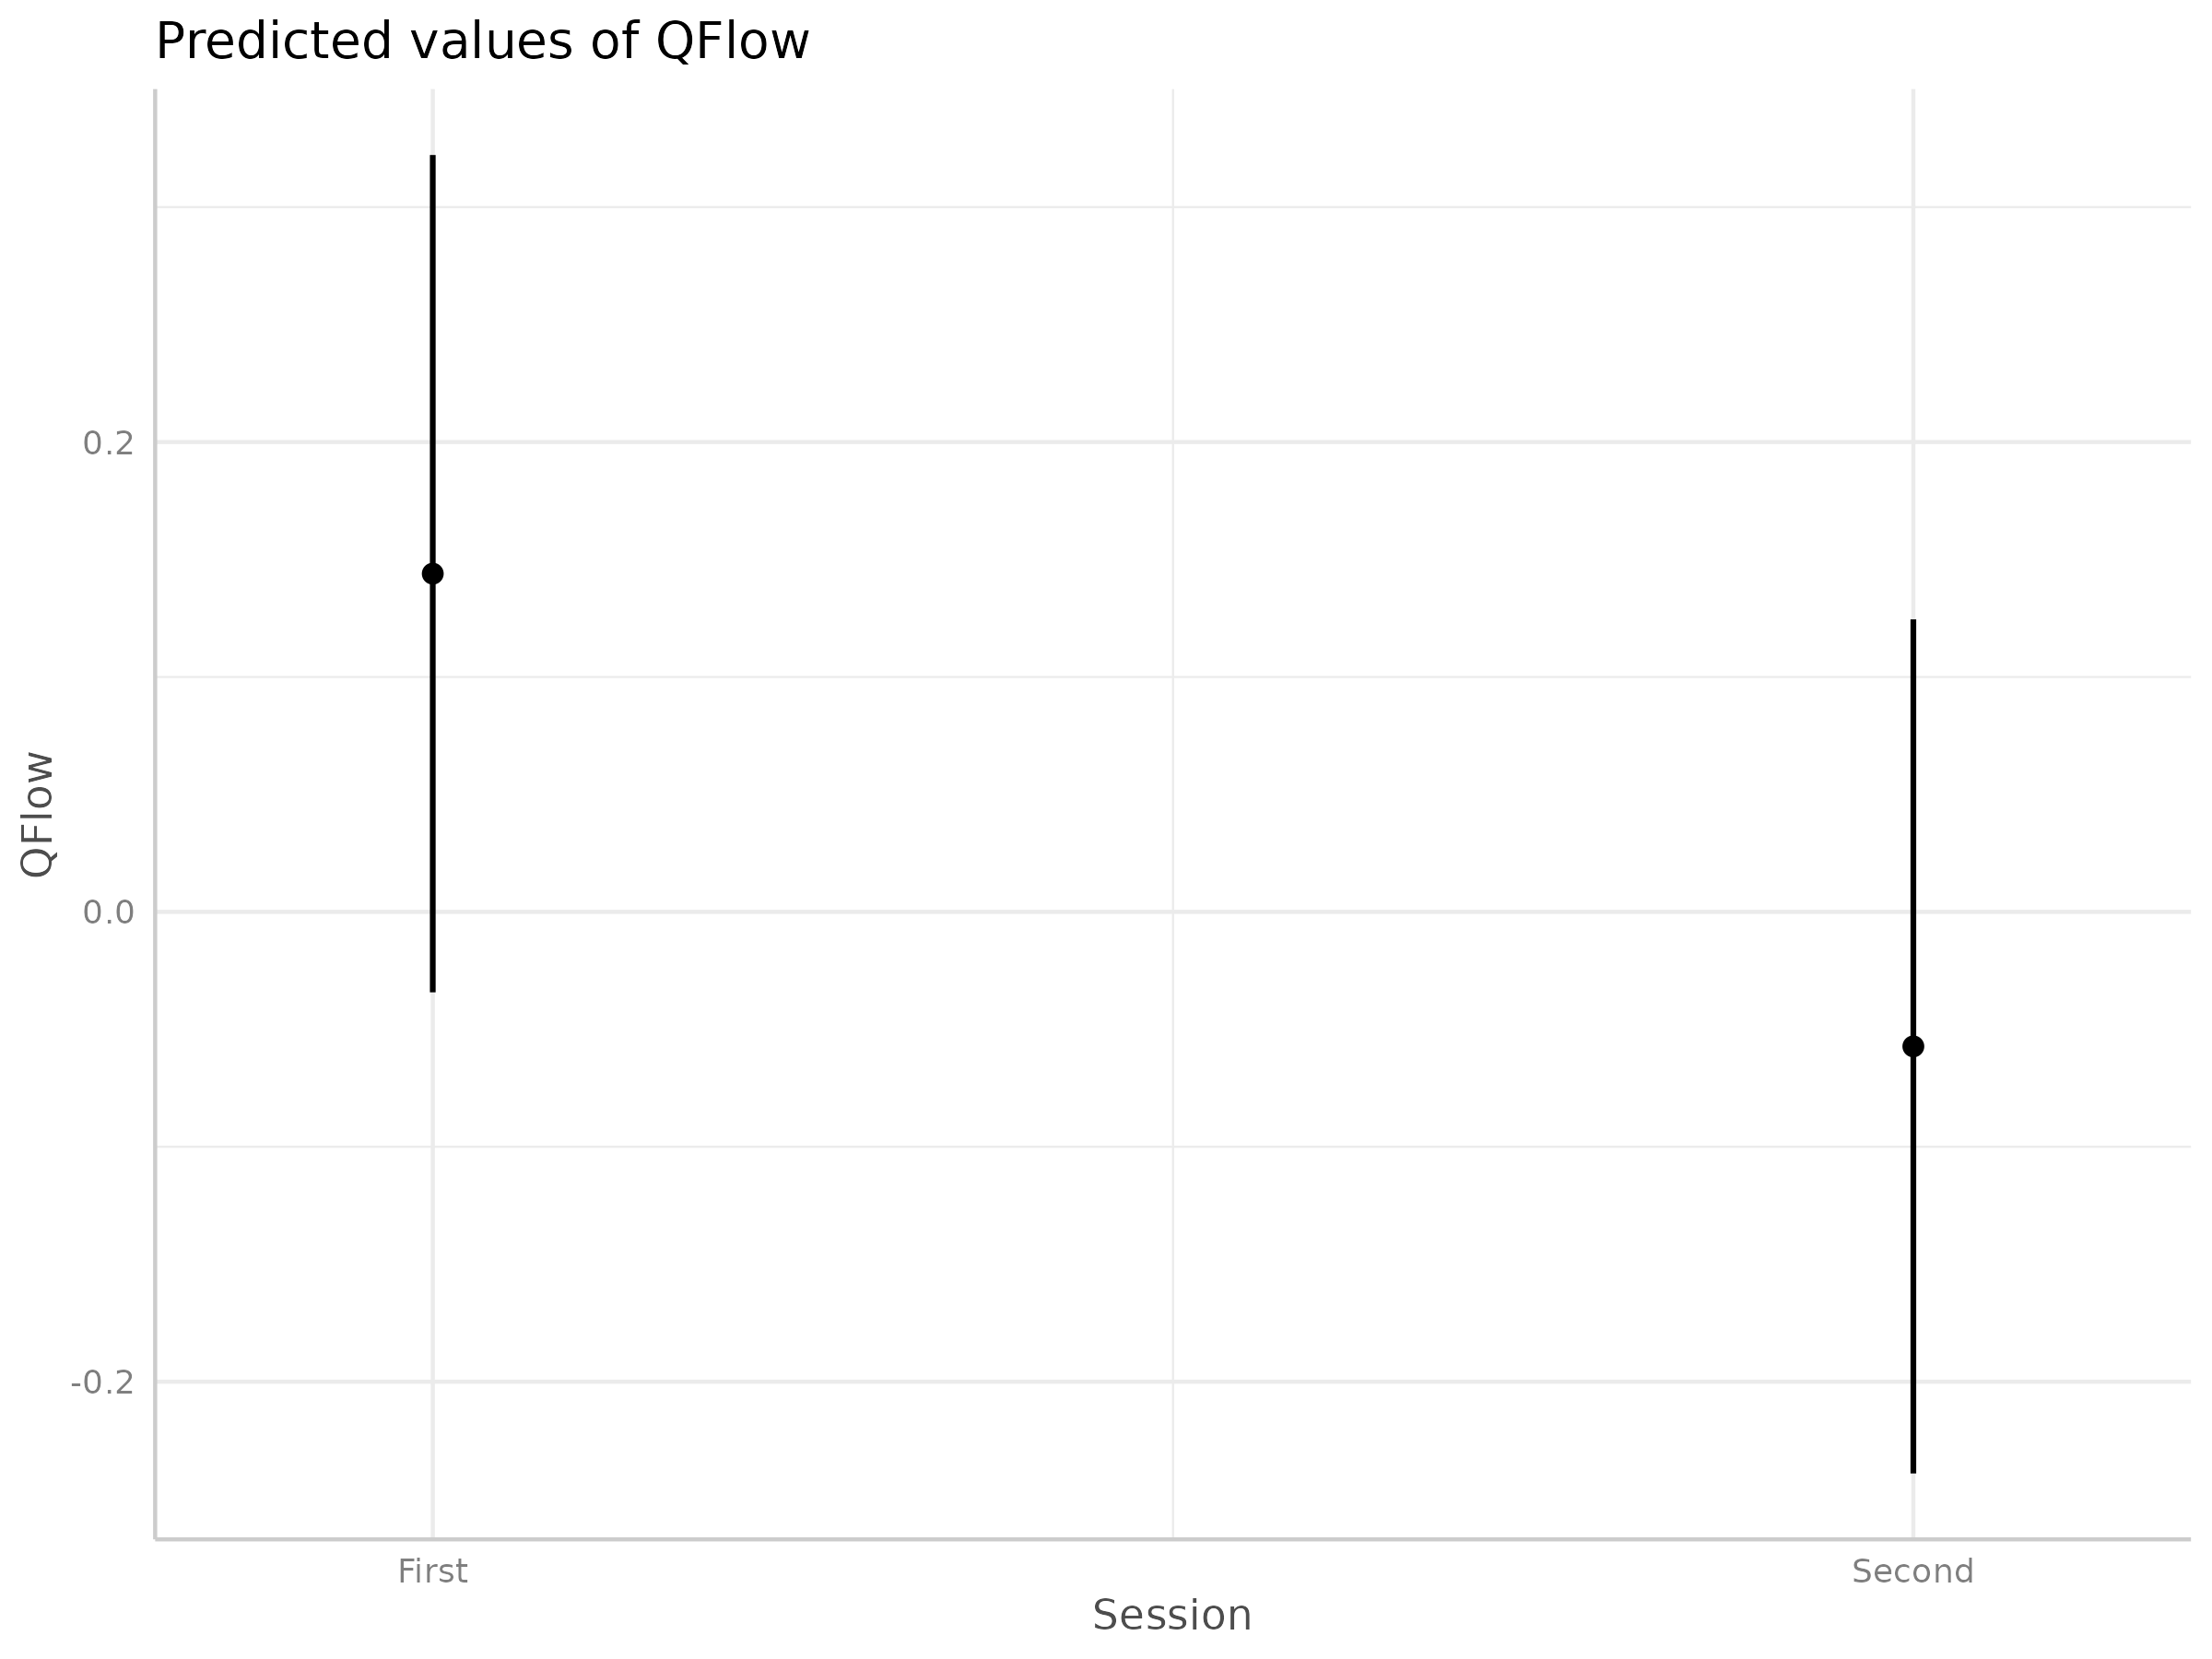 Predicted values of QFlow
QFlow
0.2
0.0
-0.2
First
Second
Session